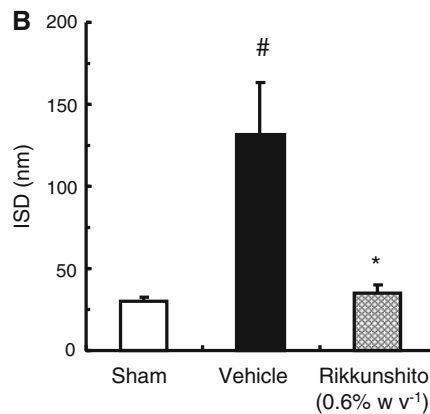 B
200
150
100
50
0
ISD (nm)
#
*
Sham Vehicle Rikkunshito
(0.6% w v⁻¹)